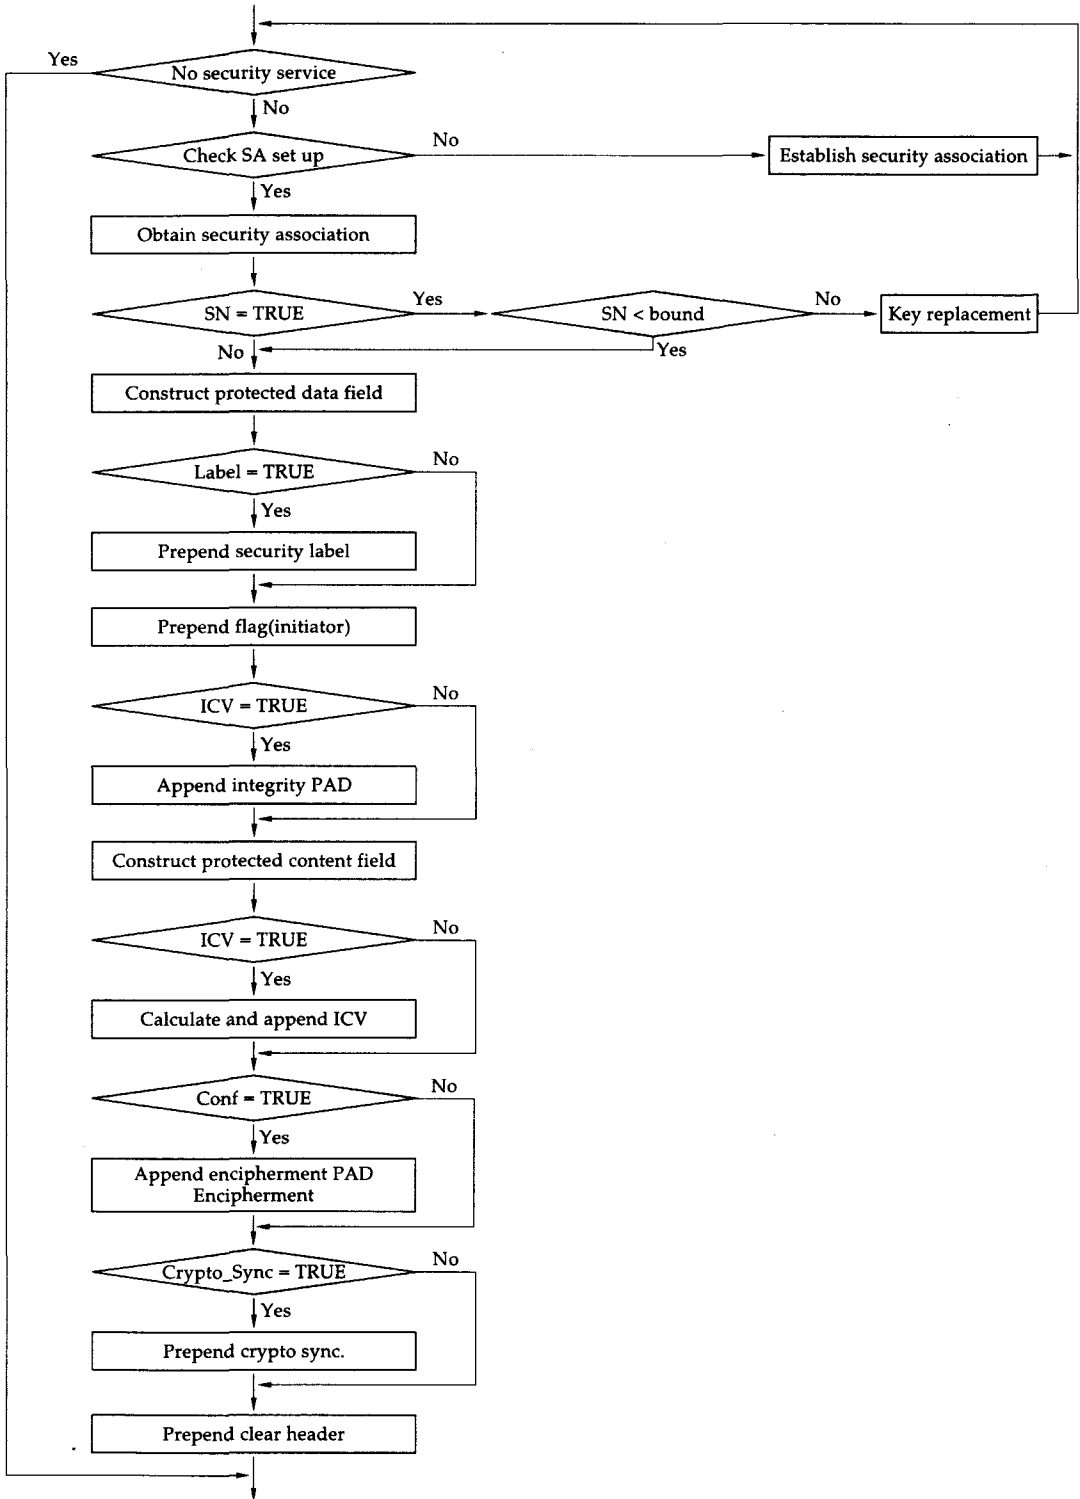 Yes
No security service
No
Check SA set up
No
Establish security association
Yes
Obtain security association
SN = TRUE
Yes
SN < bound
No
Key replacement
No
Yes
Construct protected data field
Label = TRUE
No
Yes
Prepend security label
Prepend flag(initiator)
ICV = TRUE
No
Yes
Append integrity PAD
Construct protected content field
ICV = TRUE
No
Yes
Calculate and append ICV
Conf = TRUE
No
Yes
Append encipherment PAD
Encipherment
Crypto_Sync = TRUE
No
Yes
Prepend crypto sync.
Prepend clear header